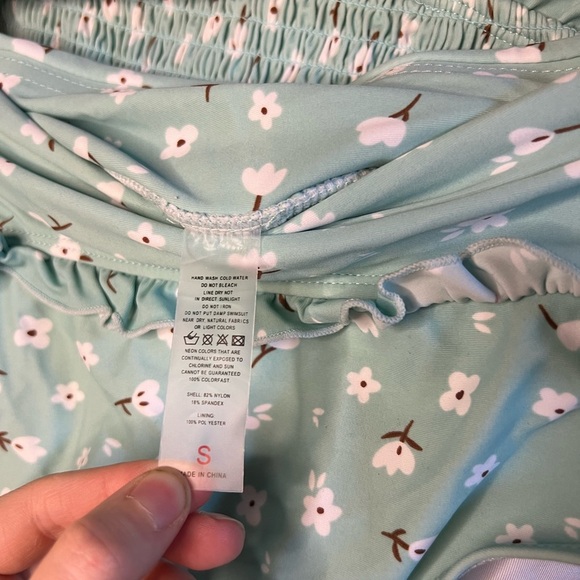 HAND WASH COLD WATER
DO NOT BLEACH
LINE DRY NOT
IN DIRECT SUNLIGHT
DO NOT IRON
DO NOT PUT DAMP SWIMSUIT
NEAR DRY, NATURAL FABRICS
OR LIGHT COLORS
NEON COLORS THAT ARE
CONTINUALLY EXPOSED TO
CHLORINE AND SUN
CANNOT BE GUARANTEED
100% COLORFAST
SHELL: 82% NYLON
18% SPANDEX
LINING:
100% POLYESTER
S
MADE IN CHINA